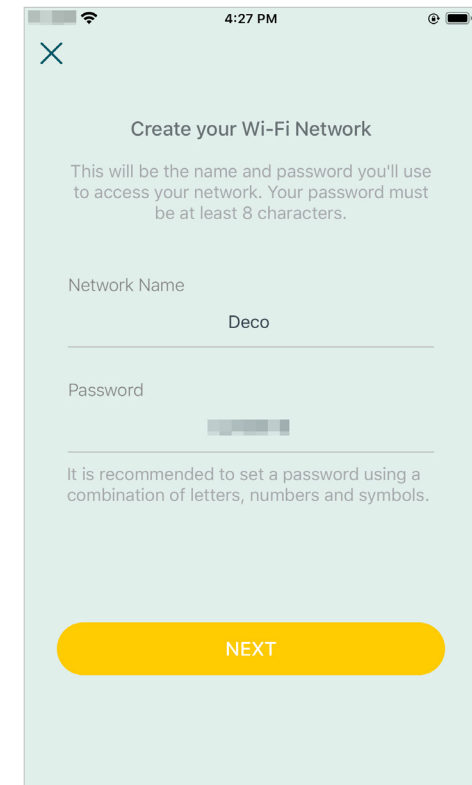 4:27 PM
Create your Wi-Fi Network
This will be the name and password you'll use
to access your network. Your password must
be at least 8 characters.
Network Name
Deco
Password
It is recommended to set a password using a
combination of letters, numbers and symbols.
NEXT